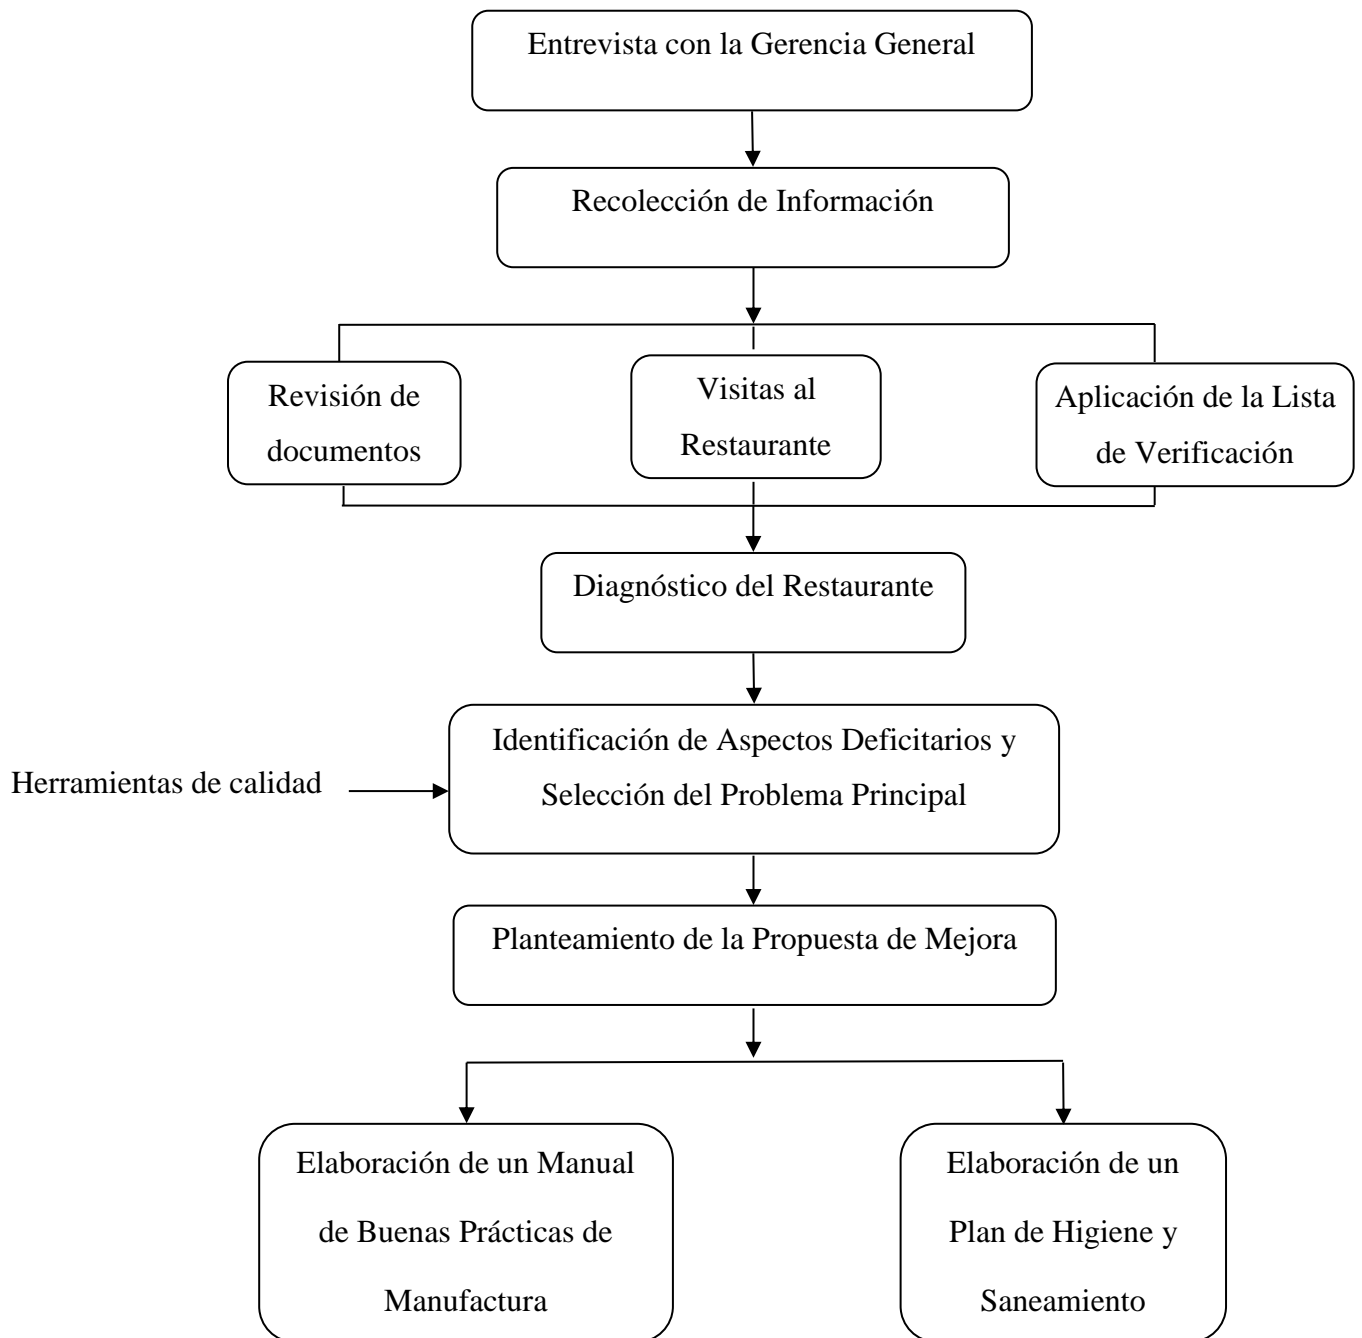 Entrevista con la Gerencia General
Recolección de Información
Revisión de
documentos
Visitas al
Restaurante
Aplicación de la Lista
de Verificación
Diagnóstico del Restaurante
Identificación de Aspectos Deficitarios y
Selección del Problema Principal
Herramientas de calidad
Planteamiento de la Propuesta de Mejora
Elaboración de un Manual
de Buenas Prácticas de
Manufactura
Elaboración de un
Plan de Higiene y
Saneamiento